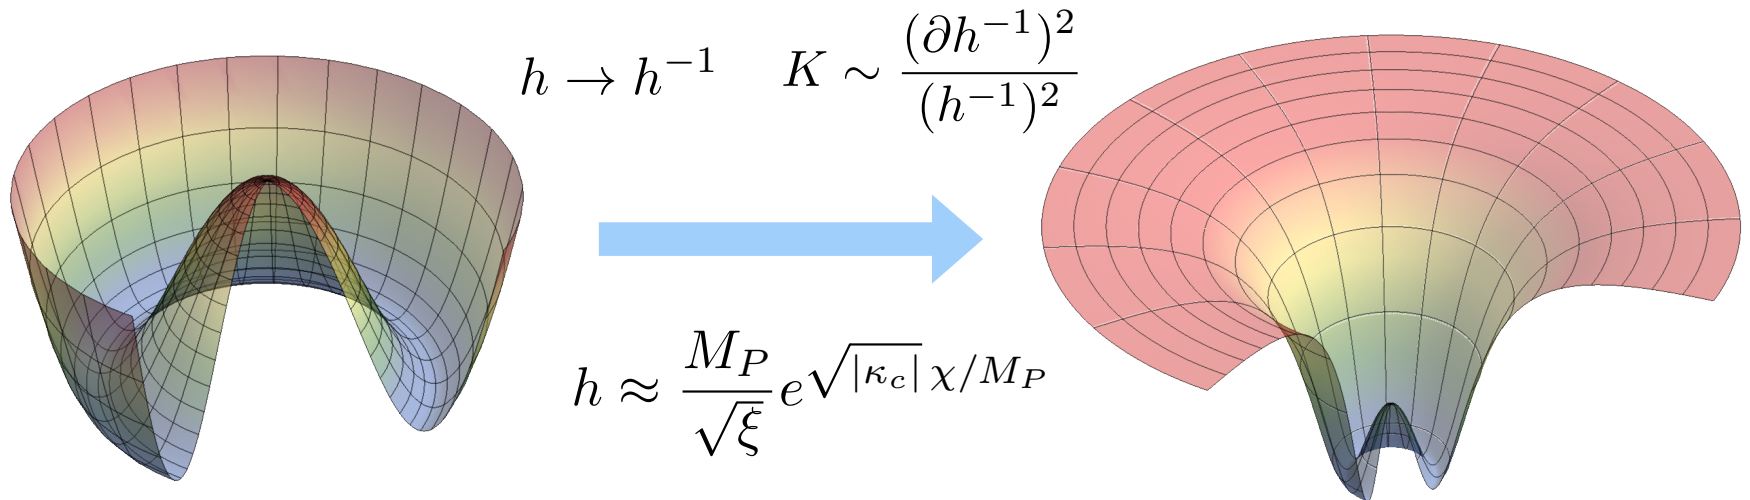 h → h⁻¹
K ∼ (∂h⁻¹)² / (h⁻¹)²
h ≈ M_P / √ξ e^{√|κ_c| χ/M_P}